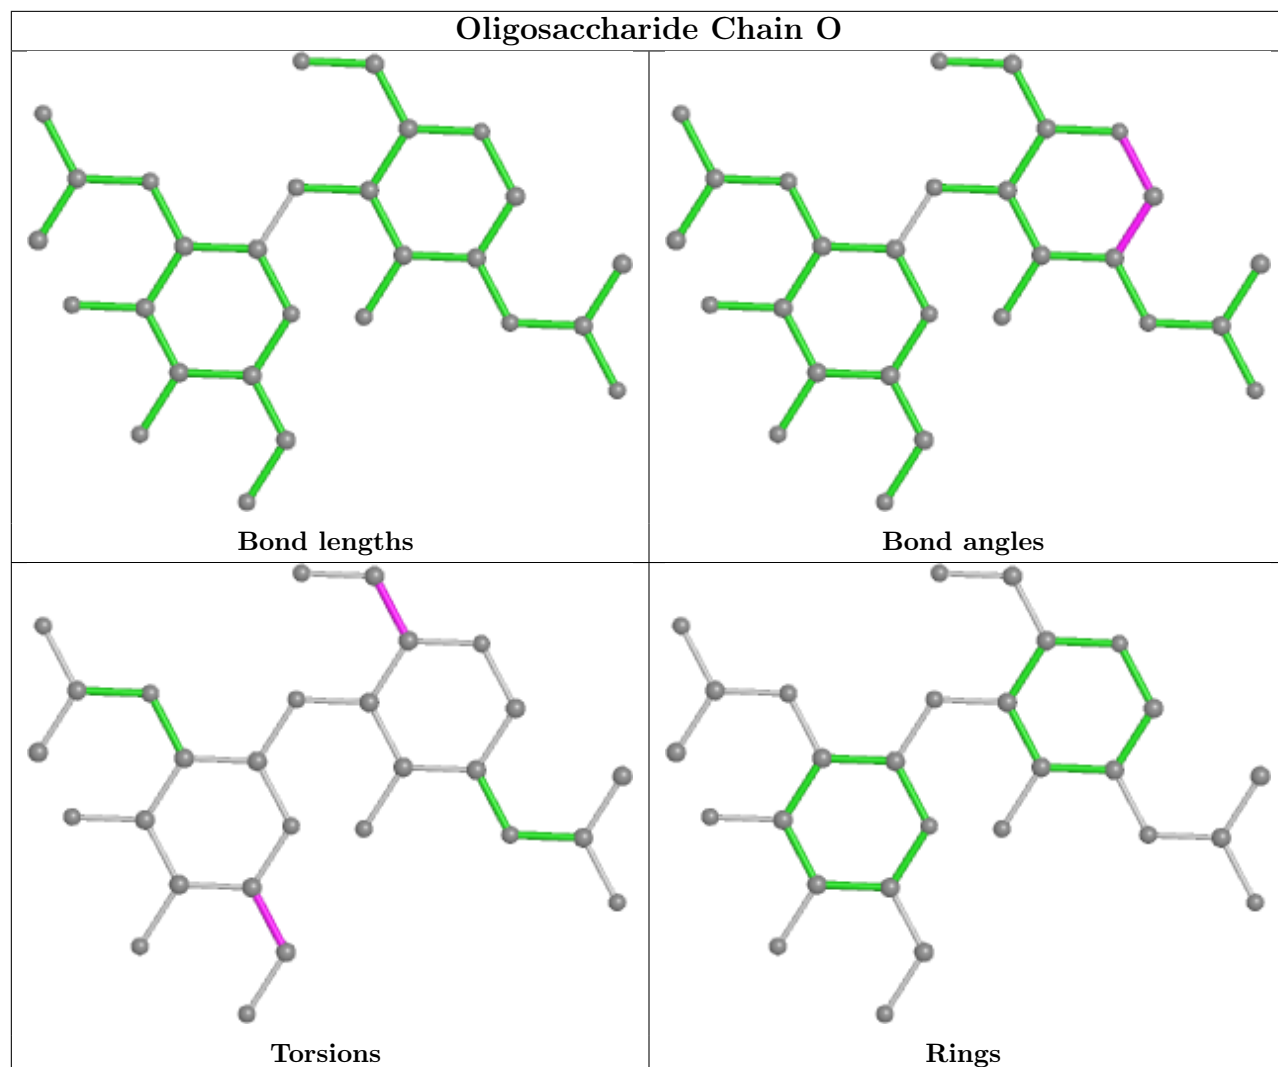 Oligosaccharide Chain O
Bond lengths
Bond angles
Torsions
Rings